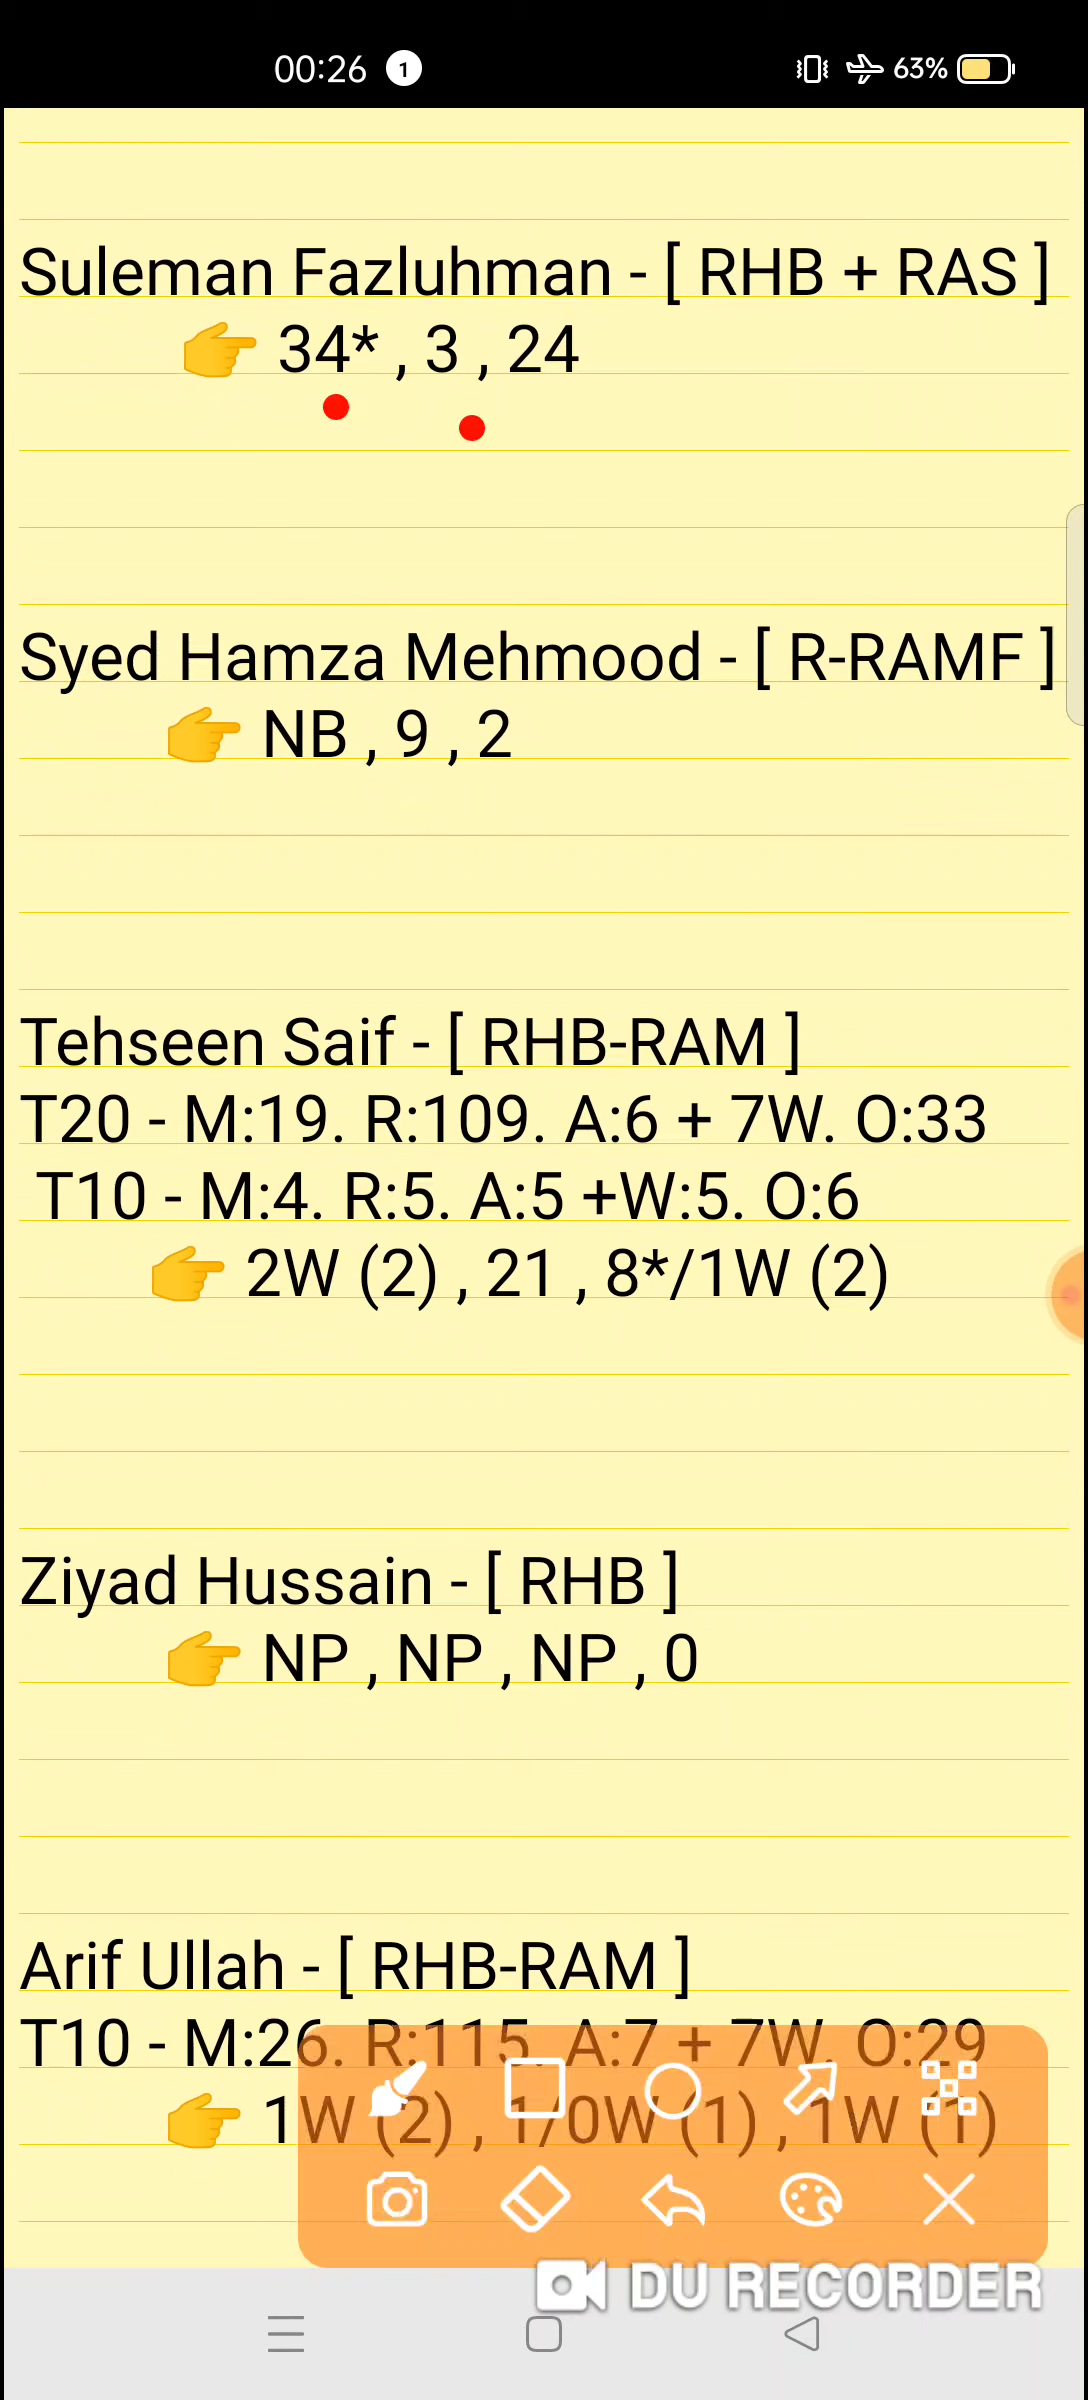 00:26 1 63%
Suleman Fazluhman - [ RHB + RAS ]
👉 34* , 3 , 24
Syed Hamza Mehmood - [ R-RAMF ]
👉 NB , 9 , 2
Tehseen Saif - [ RHB-RAM ]
T20 - M:19. R:109. A:6 + 7W. O:33
T10 - M:4. R:5. A:5 +W:5. O:6
👉 2W (2) , 21 , 8*/1W (2)
Ziyad Hussain - [ RHB ]
👉 NP , NP , NP , 0
Arif Ullah - [ RHB-RAM ]
T10 - M:26. R:115. A:7 + 7W. O:29
👉 1W (2) , 1/0W (1) , 1W (1)
DU RECORDER